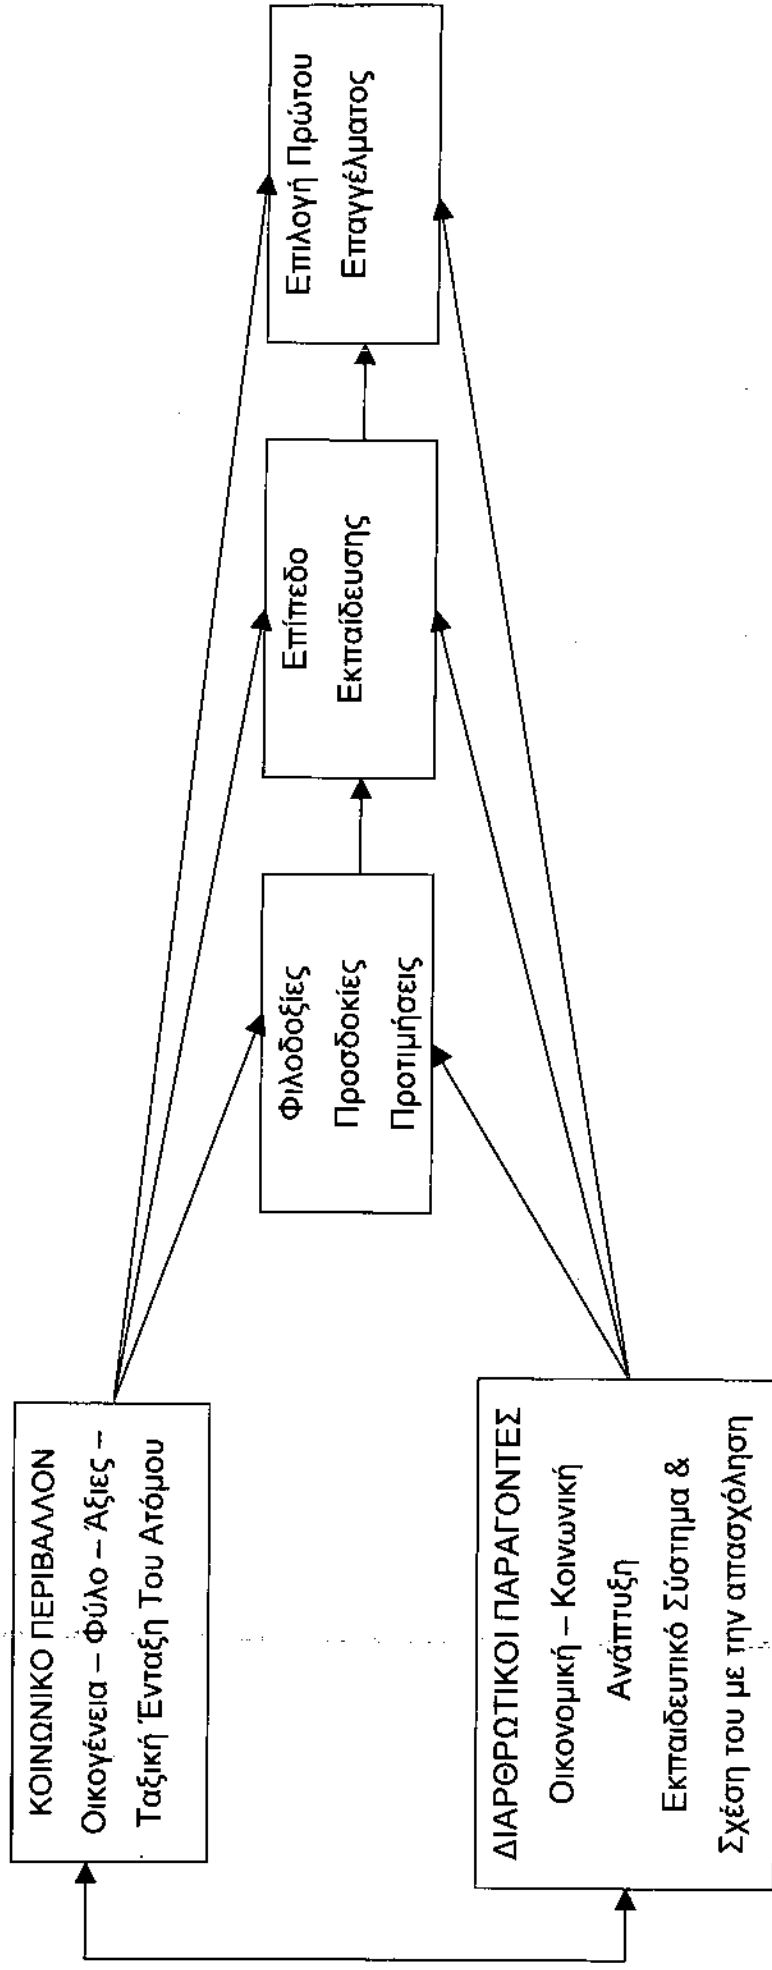 ΚΟΙΝΩΝΙΚΟ ΠΕΡΙΒΑΛΛΟΝ
Οικογένεια – Φύλο – Άξιες –
Ταξική Ένταξη Του Ατόμου
ΔΙΑΡΘΡΩΤΙΚΟΙ ΠΑΡΑΓΟΝΤΕΣ
Οικονομική – Κοινωνική
Ανάπτυξη
Εκπαιδευτικό Σύστημα &
Σχέση του με την απασχόληση
Φιλοδοξίες
Προσδοκίες
Προτιμήσεις
Επίπεδο
Εκπαίδευσης
Επιλογή Πρώτου
Επαγγέλματος